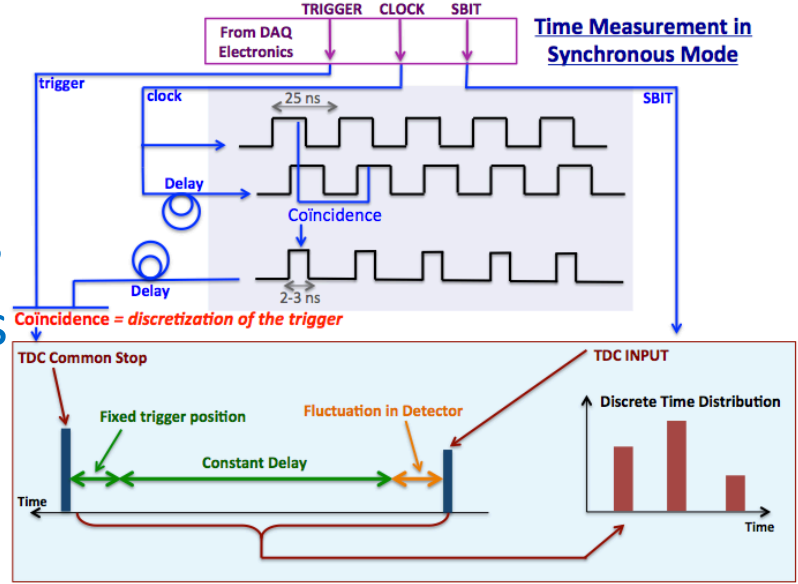 TRIGGER CLOCK SBIT
From DAQ
Electronics
Time Measurement in
Synchronous Mode
trigger
clock
SBIT
25 ns
Delay
Coïncidence
Delay
2-3 ns
Coïncidence = discretization of the trigger
TDC Common Stop
TDC INPUT
Fixed trigger position
Fluctuation in Detector
Constant Delay
Time
Discrete Time Distribution
Time